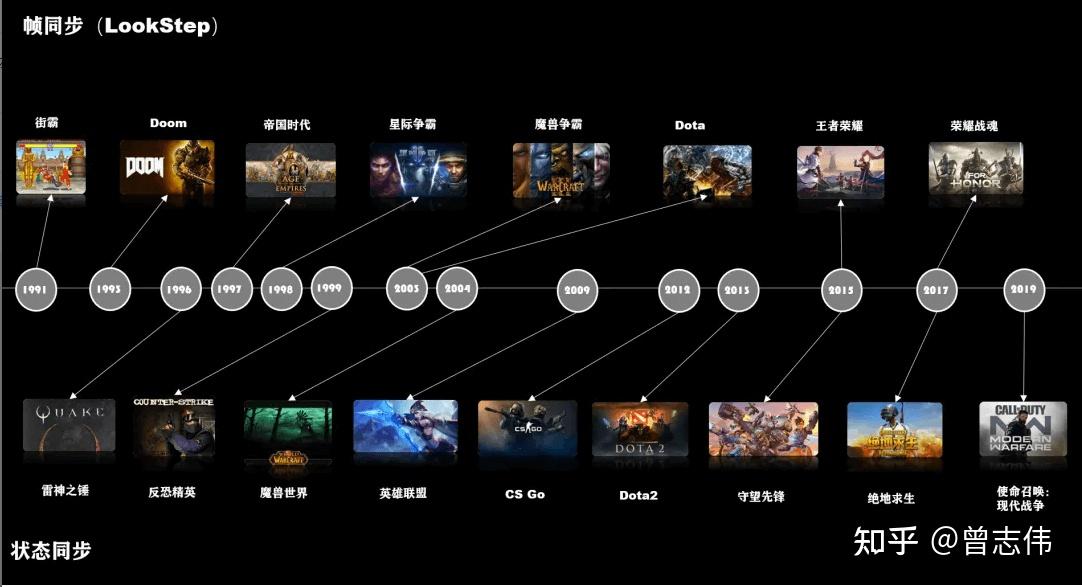 帧同步（LookStep）
街霸
Doom
帝国时代
星际争霸
魔兽争霸
Dota
王者荣耀
荣耀战魂
DOOM
AGE
EMPIRES
WARCRAFT
FOR
HONOR
1991
1993
1996
1997
1998
1999
2003
2004
2009
2012
2013
2015
2017
2019
QUAKE
COUNTER-STRIKE
WARCRAFT
CS GO
DOTA 2
绝地求生
CALL DUTY
MODERN
WARFARE
雷神之锤
反恐精英
魔兽世界
英雄联盟
CS Go
Dota2
守望先锋
绝地求生
使命召唤：
现代战争
状态同步
知乎 @曾志伟